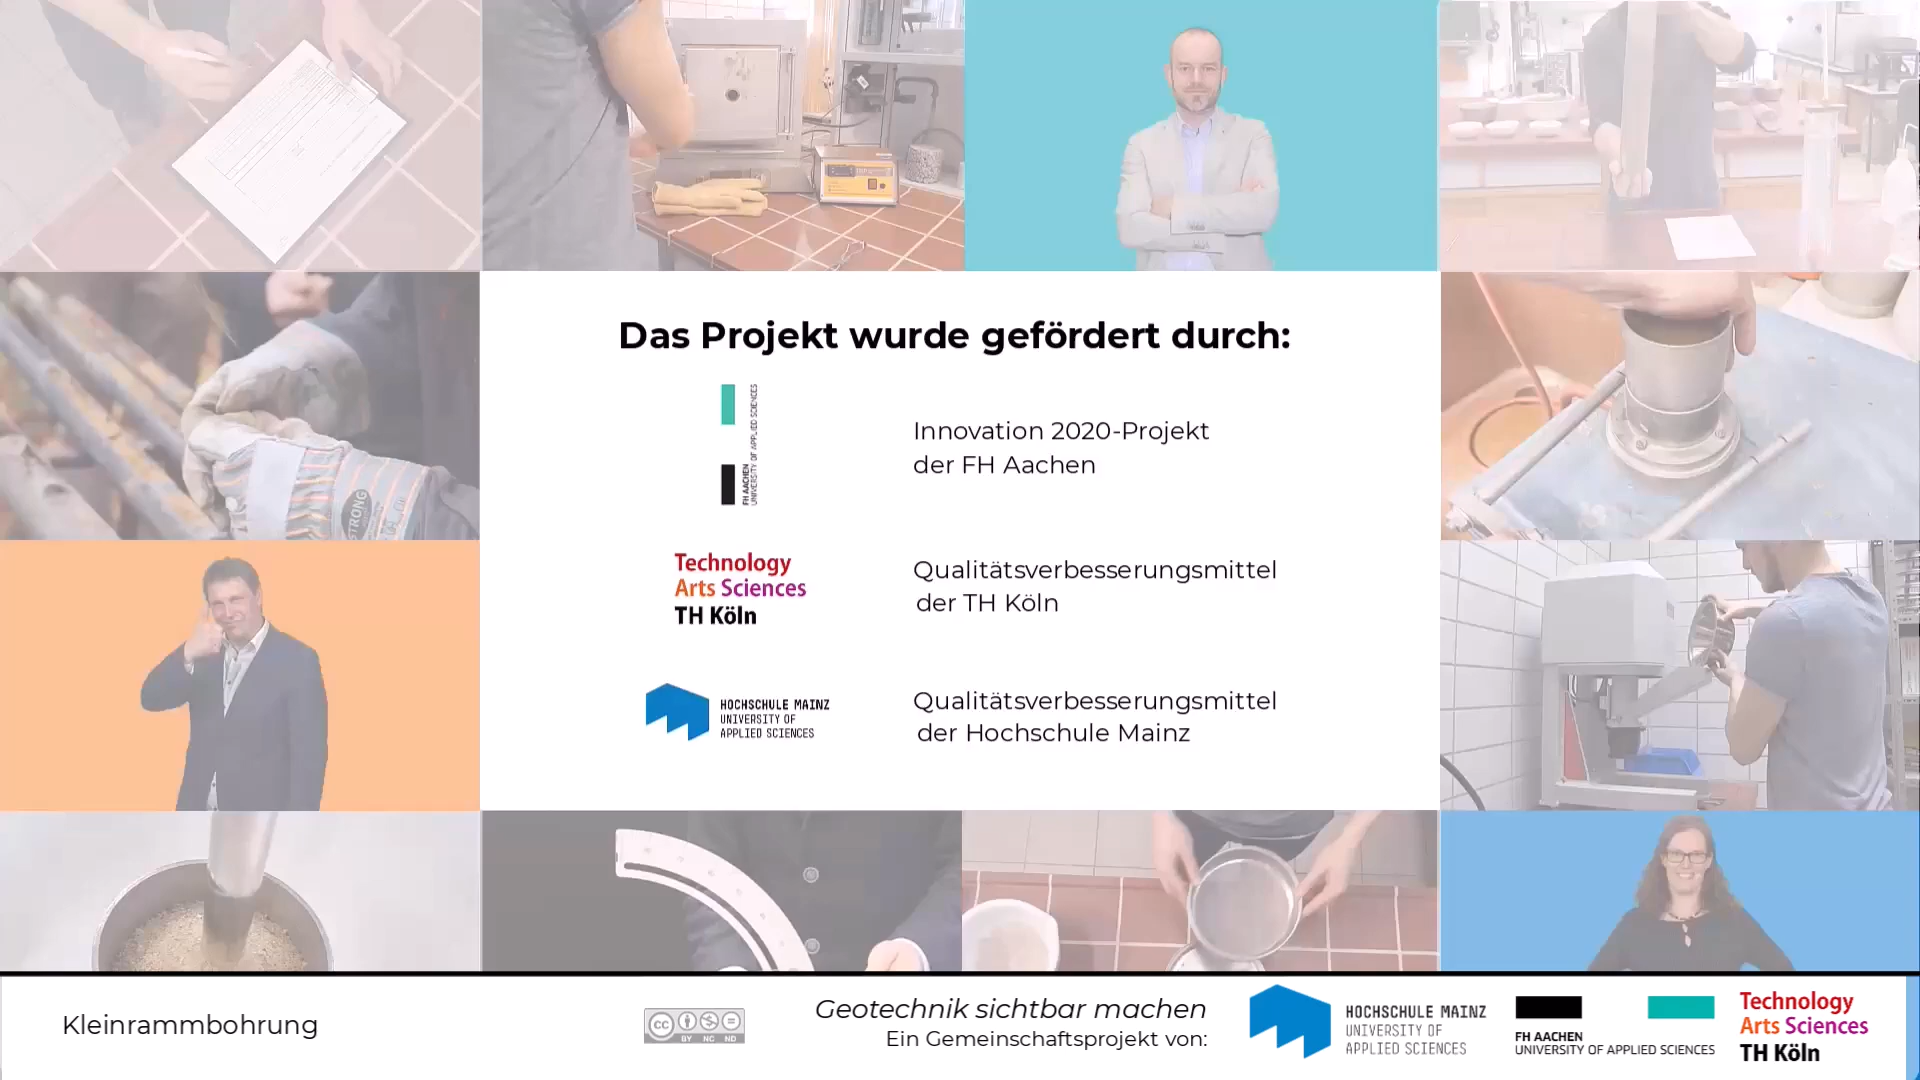 Das Projekt wurde gefördert durch:
FH AACHEN
UNIVERSITY OF APPLIED SCIENCES
Innovation 2020-Projekt
der FH Aachen
Technology
Arts Sciences
TH Köln
Qualitätsverbesserungsmittel
der TH Köln
HOCHSCHULE MAINZ
UNIVERSITY OF
APPLIED SCIENCES
Qualitätsverbesserungsmittel
der Hochschule Mainz
STRONG
Kleinrammbohrung
CC BY NC ND
Geotechnik sichtbar machen
Ein Gemeinschaftsprojekt von:
HOCHSCHULE MAINZ
UNIVERSITY OF
APPLIED SCIENCES
FH AACHEN
UNIVERSITY OF APPLIED SCIENCES
Technology
Arts Sciences
TH Köln